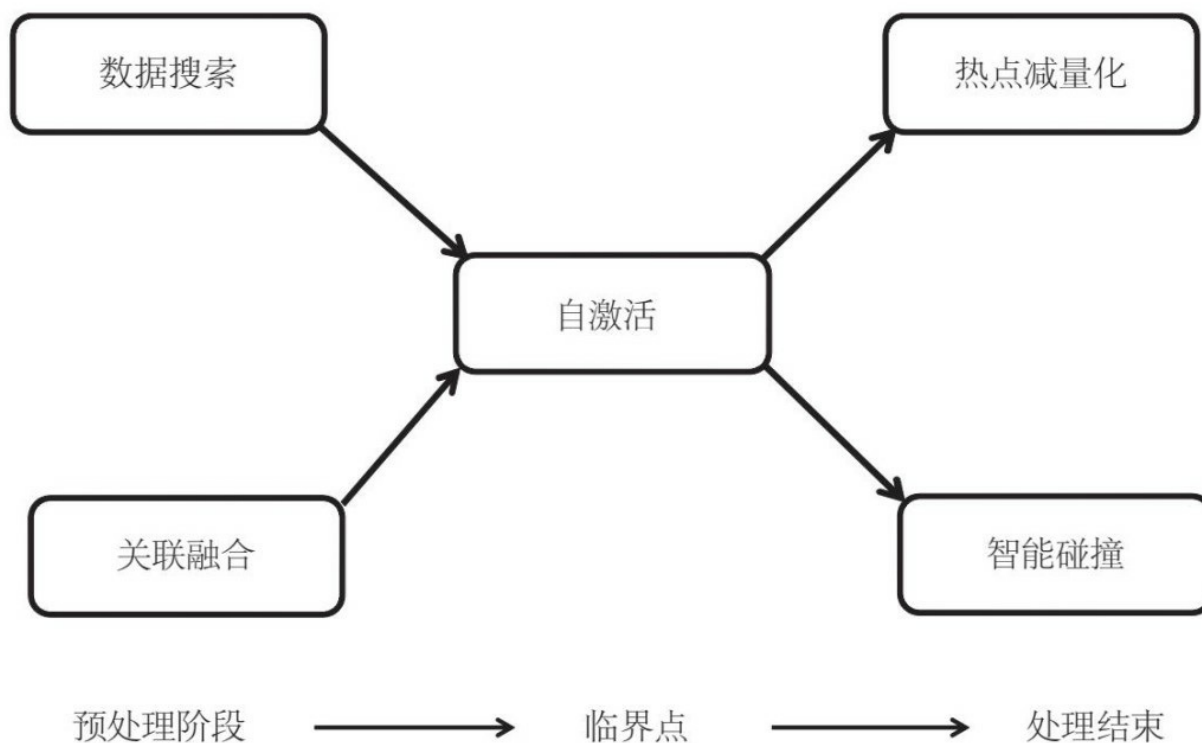 数据搜索
热点减量化
自激活
关联融合
智能碰撞
预处理阶段
临界点
处理结束